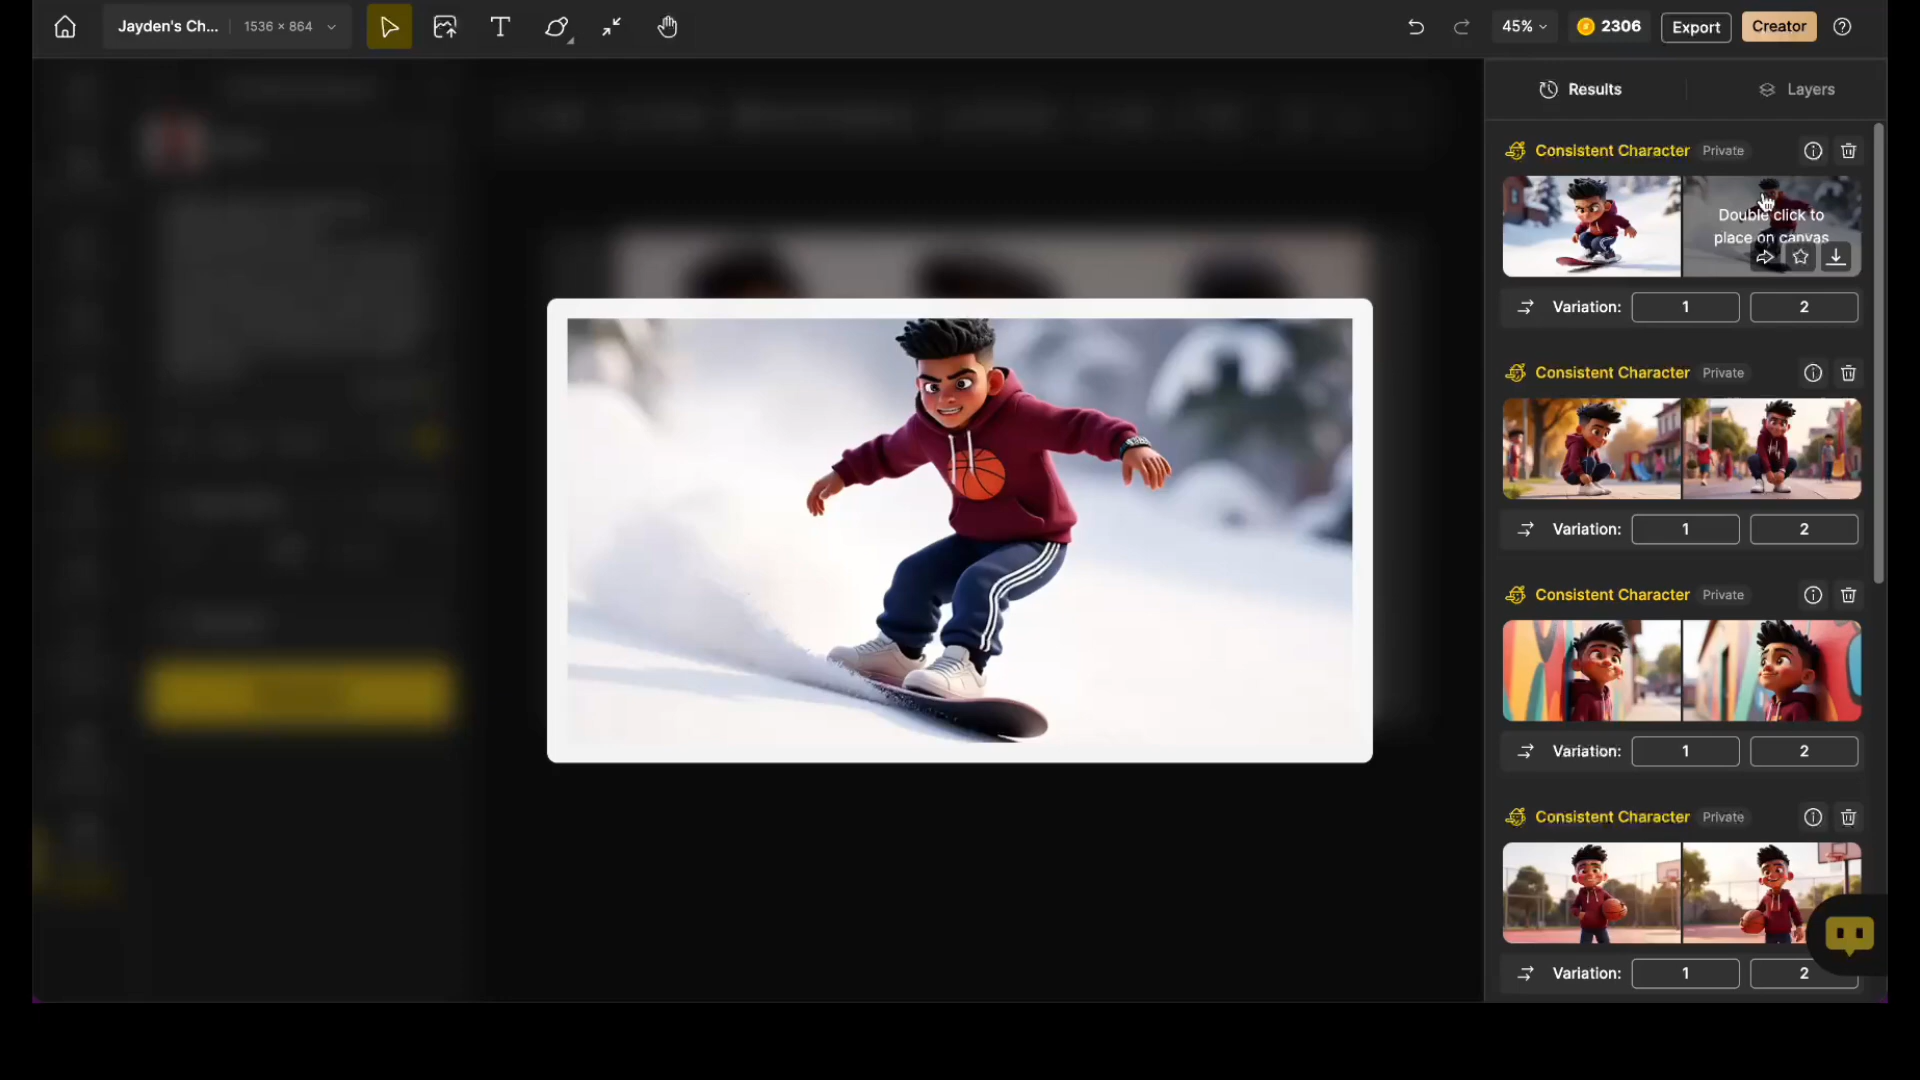 Jayden's Ch... 1536 × 864
45% 2306 Export Creator
Results Layers
Consistent Character Private
Double click to
place on canvas
Variation: 1 2
Consistent Character Private
Variation: 1 2
Consistent Character Private
Variation: 1 2
Consistent Character Private
Variation: 1 2